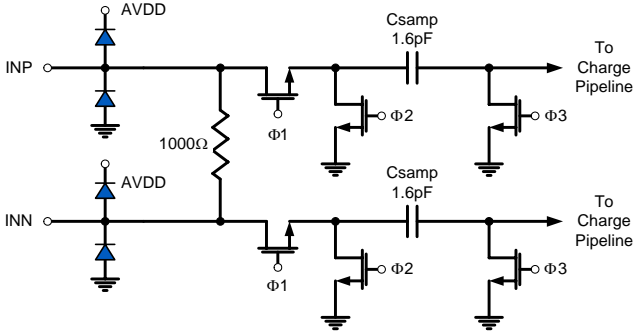 AVDD
INP
Φ1
Φ2
Csamp
1.6pF
Φ3
To
Charge
Pipeline
1000Ω
AVDD
INN
Φ1
Φ2
Csamp
1.6pF
Φ3
To
Charge
Pipeline